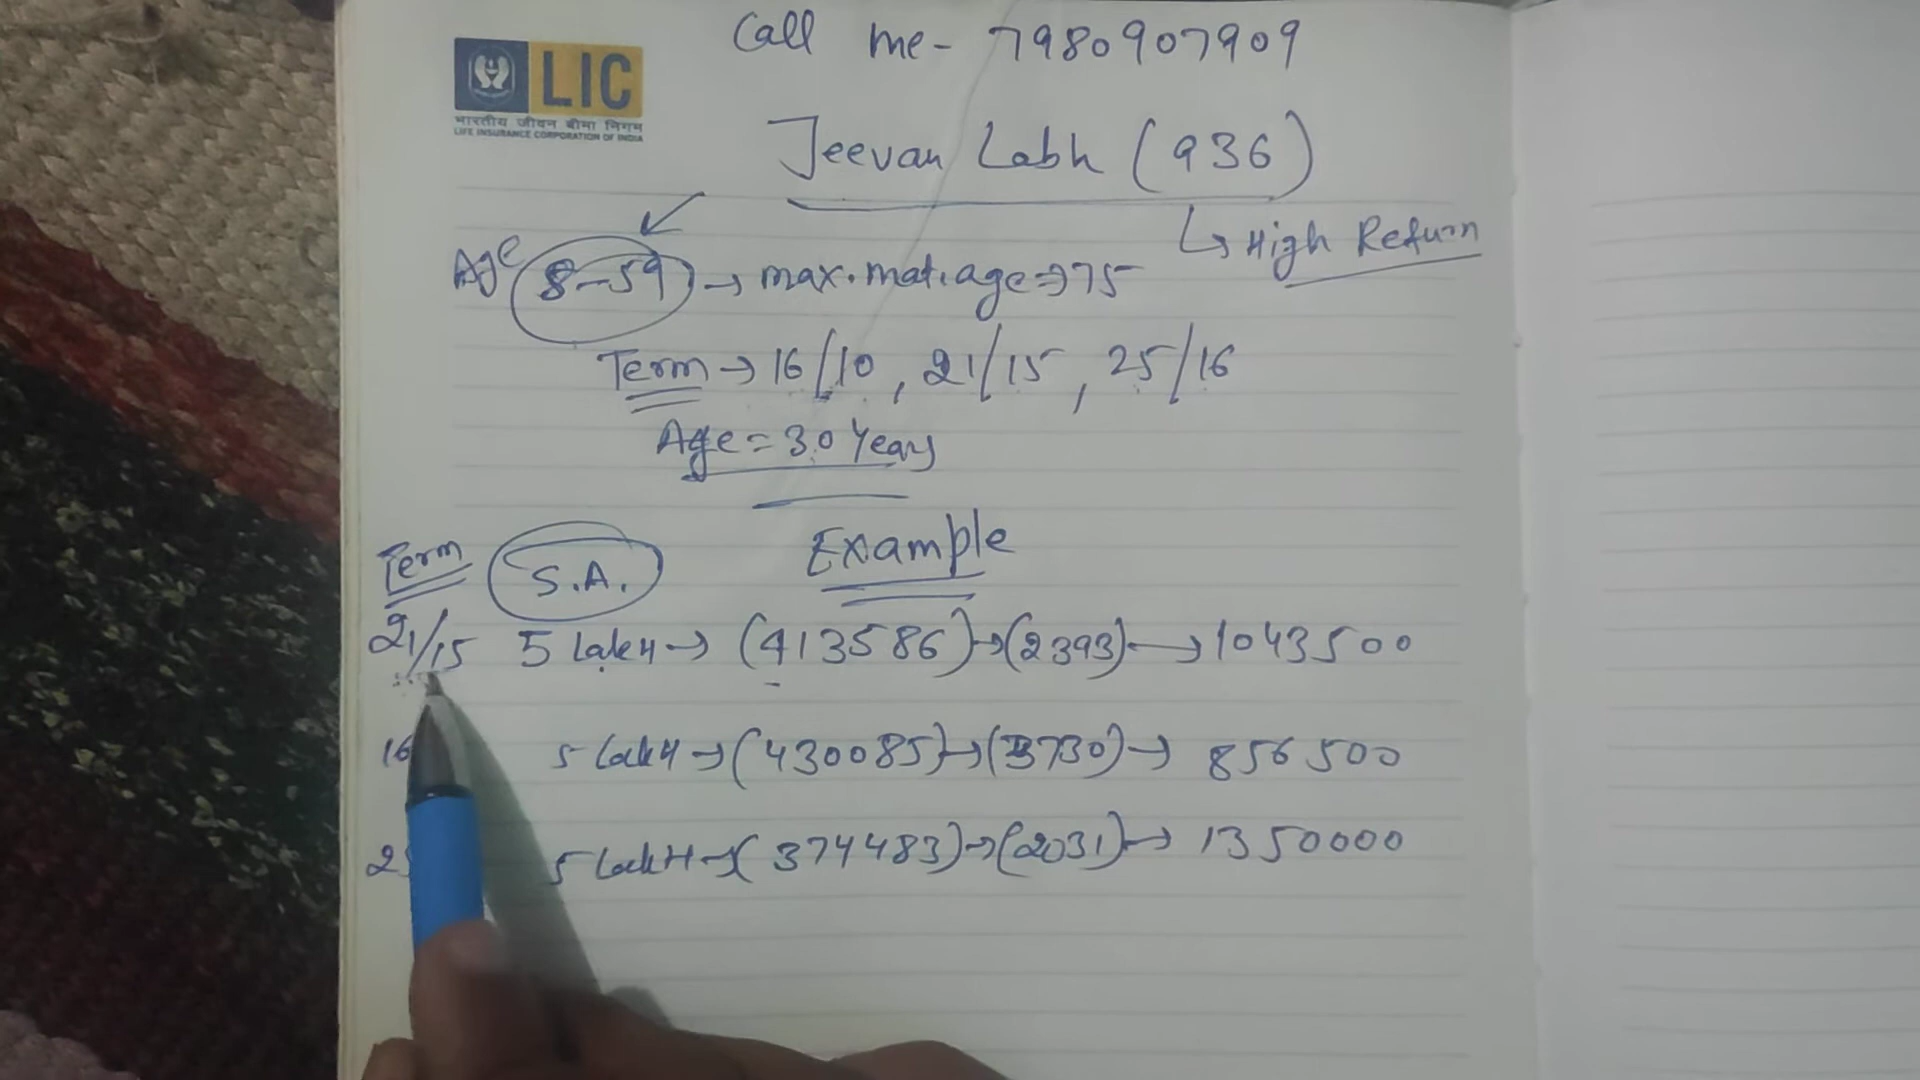 Call me - 7980907909
LIC
भारतीय जीवन बीमा निगम
LIFE INSURANCE CORPORATION OF INDIA
Jeevan Labh (936)
↳ High Return
Age 8-59 → max. mat. age => 75
Term → 16/10, 21/15, 25/16
Age = 30 Years
Example
Term S.A.
21/15 5 lakh → (413586) → (2393) → 1043500
16 5 lakh → (430085) → (3730) → 856500
2 5 lakh → (374483) → (2031) → 1350000